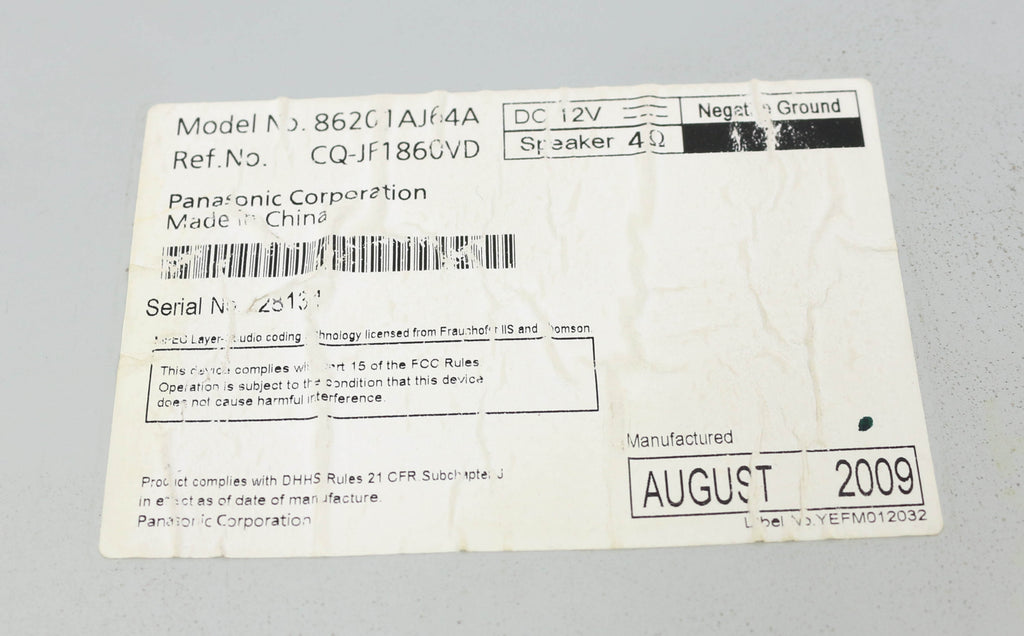 Model No. 86201AJ64A
Ref.No. CQ-JF1860VD
DC 12V
Negative Ground
Speaker 4Ω
Panasonic Corporation
Made in China
Serial No.
MPEG Layer-3 audio coding technology licensed from Fraunhofer IIS and Thomson.
This device complies with part 15 of the FCC Rules
Operation is subject to the condition that this device
does not cause harmful interference.
Product complies with DHHS Rules 21 CFR Subchapter J
in effect as of date of manufacture.
Panasonic Corporation
Manufactured
AUGUST 2009
Label No.YEFM012032